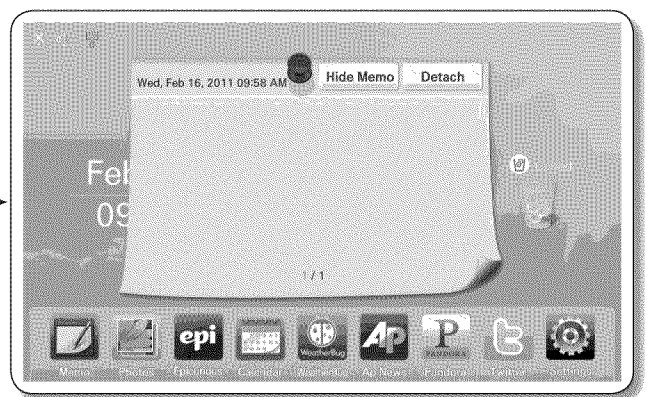 Wed, Feb 16, 2011 09:58 AM
Hide Memo
Detach
Feb
09
1 / 1
epi
WeatherBug
Ap
P
PANDORA
Memo
Photos
Epicurious
Calendar
WeatherBug
Ap News
Pandora
Twitter
Settings